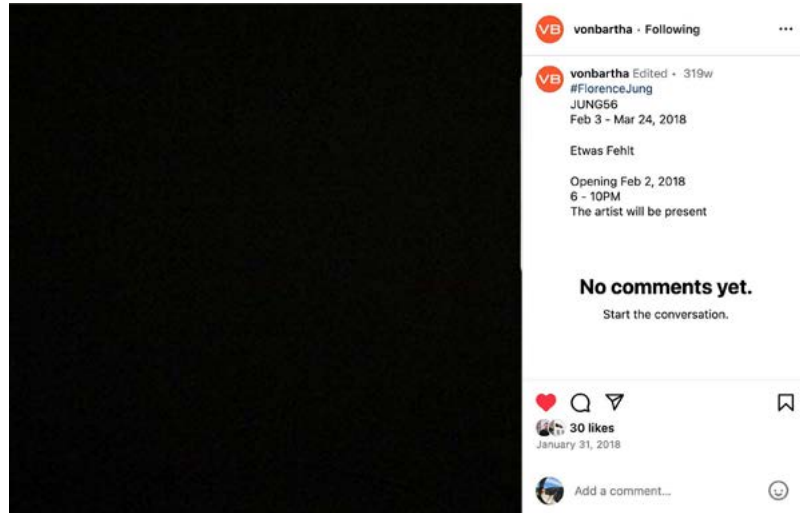 VB vonbartha · Following ...
VB vonbartha Edited · 319w
#FlorenceJung
JUNG56
Feb 3 - Mar 24, 2018
Etwas Fehlt
Opening Feb 2, 2018
6 - 10PM
The artist will be present
No comments yet.
Start the conversation.
30 likes
January 31, 2018
Add a comment...